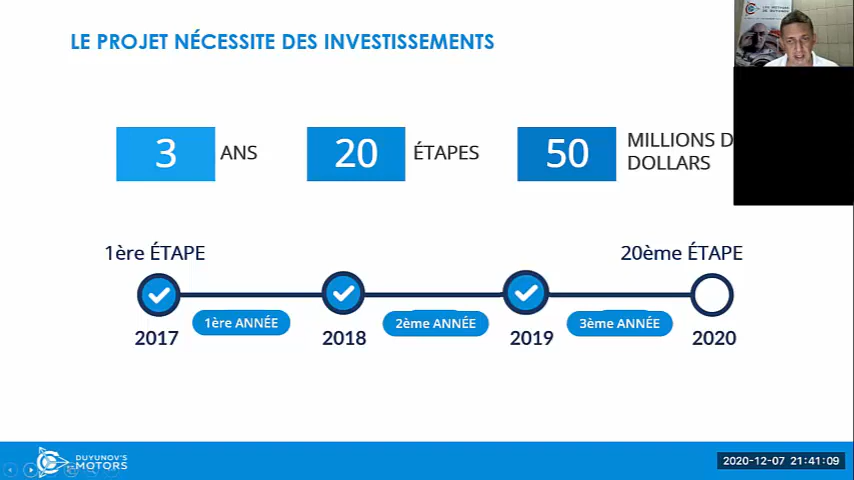 LE PROJET NÉCESSITE DES INVESTISSEMENTS
3 ANS
20 ÉTAPES
50 MILLIONS D
DOLLARS
1ère ÉTAPE
20ème ÉTAPE
1ère ANNÉE
2ème ANNÉE
3ème ANNÉE
2017
2018
2019
2020
DUYUNOV'S
MOTORS
2020-12-07 21:41:09